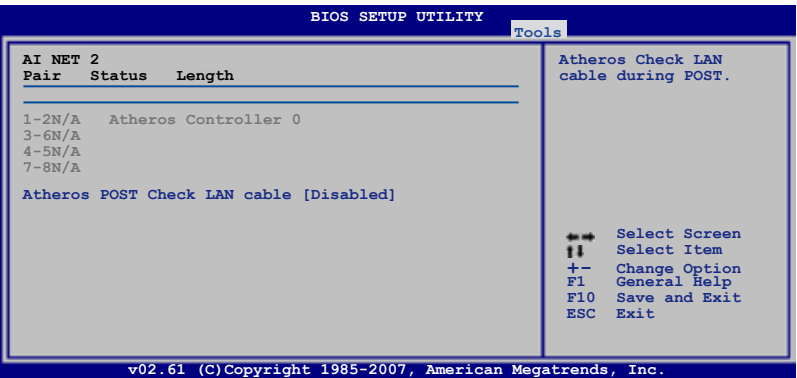 BIOS SETUP UTILITY
Tools
AI NET 2
Pair Status Length
1-2N/A Atheros Controller 0
3-6N/A
4-5N/A
7-8N/A
Atheros POST Check LAN cable [Disabled]
Atheros Check LAN
cable during POST.
←→ Select Screen
↑↓ Select Item
+- Change Option
F1 General Help
F10 Save and Exit
ESC Exit
v02.61 (C)Copyright 1985-2007, American Megatrends, Inc.